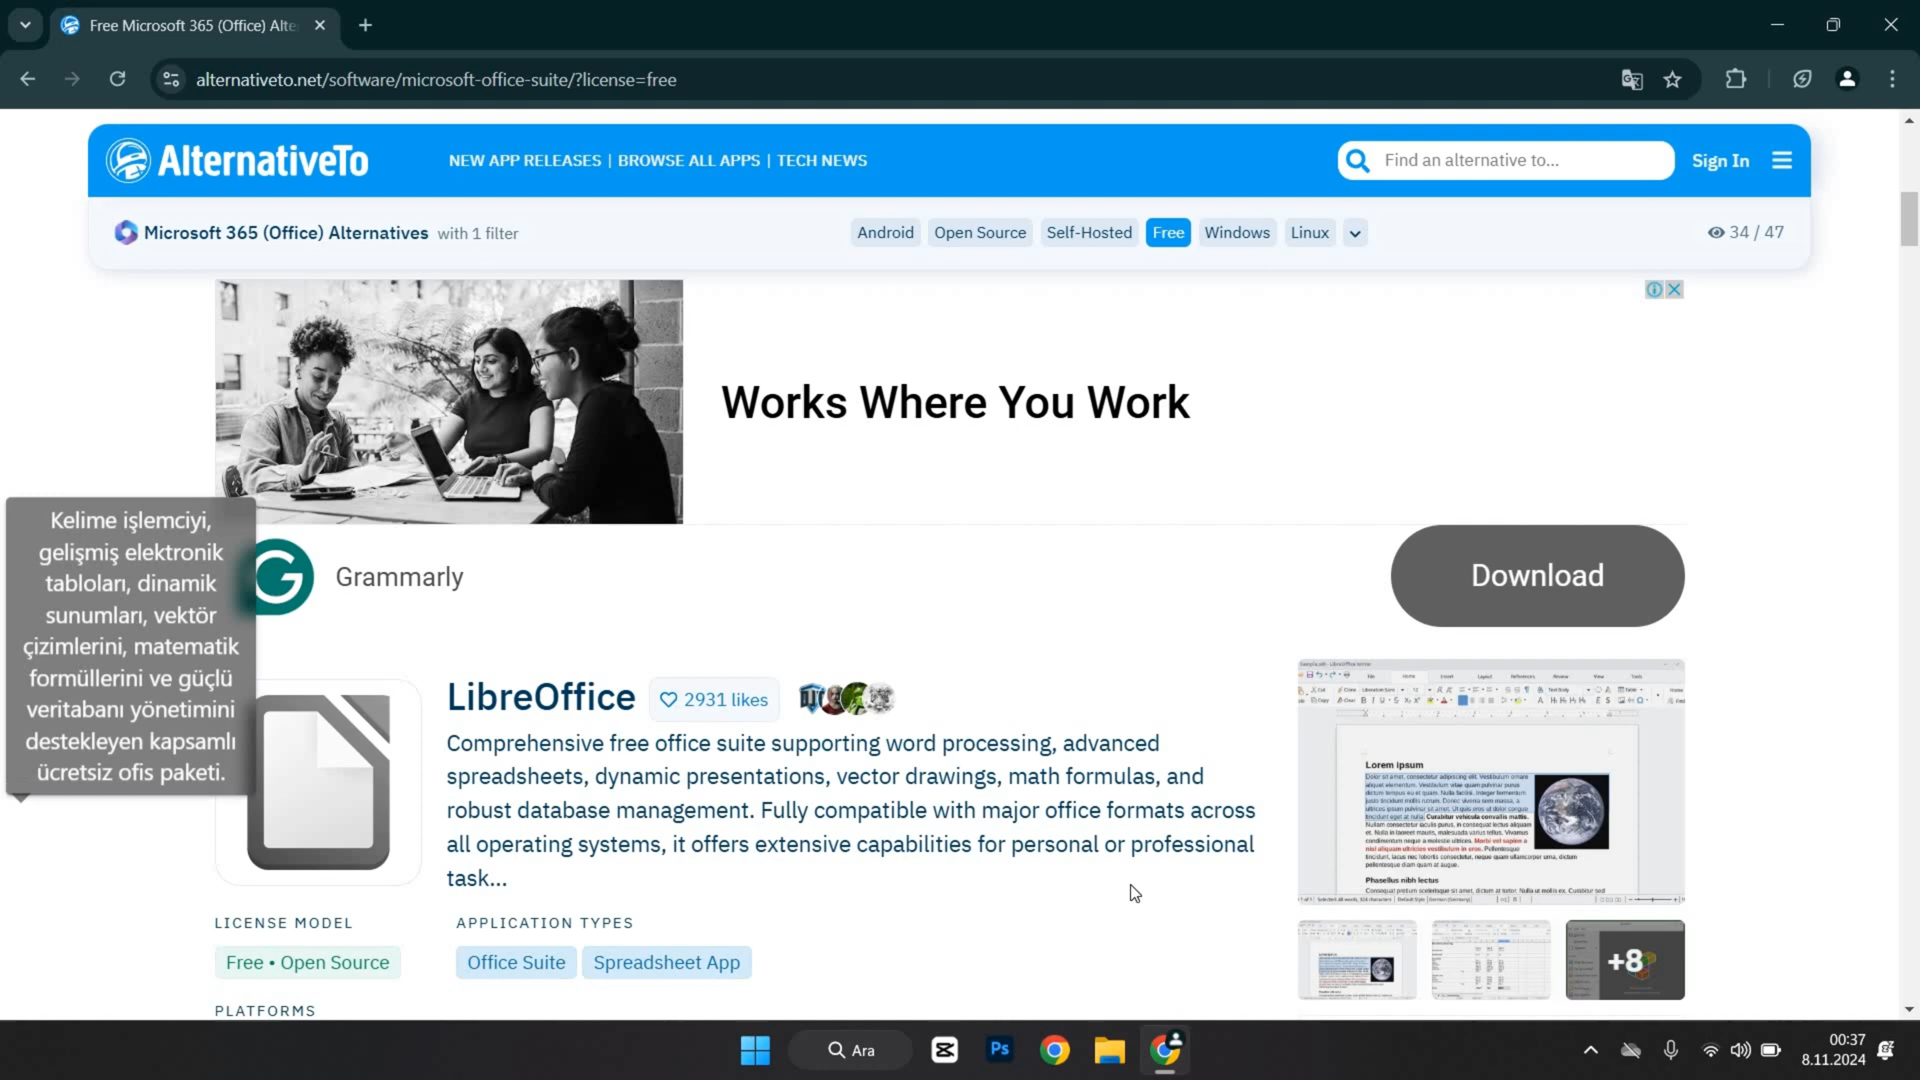 Free Microsoft 365 (Office) Alte
alternativeto.net/software/microsoft-office-suite/?license=free
AlternativeTo
NEW APP RELEASES | BROWSE ALL APPS | TECH NEWS
Find an alternative to...
Sign In
Microsoft 365 (Office) Alternatives with 1 filter
Android
Open Source
Self-Hosted
Free
Windows
Linux
34 / 47
Works Where You Work
Kelime işlemciyi,
gelişmiş elektronik
tabloları, dinamik
sunumları, vektör
çizimlerini, matematik
formüllerini ve güçlü
veritabanı yönetimini
destekleyen kapsamlı
ücretsiz ofis paketi.
Grammarly
Download
LibreOffice
2931 likes
Comprehensive free office suite supporting word processing, advanced
spreadsheets, dynamic presentations, vector drawings, math formulas, and
robust database management. Fully compatible with major office formats across
all operating systems, it offers extensive capabilities for personal or professional
task...
Lorem ipsum
Phasellus nibh lectus
LICENSE MODEL
APPLICATION TYPES
Free • Open Source
Office Suite
Spreadsheet App
+8
PLATFORMS
Ara
Ps
00:37
8.11.2024